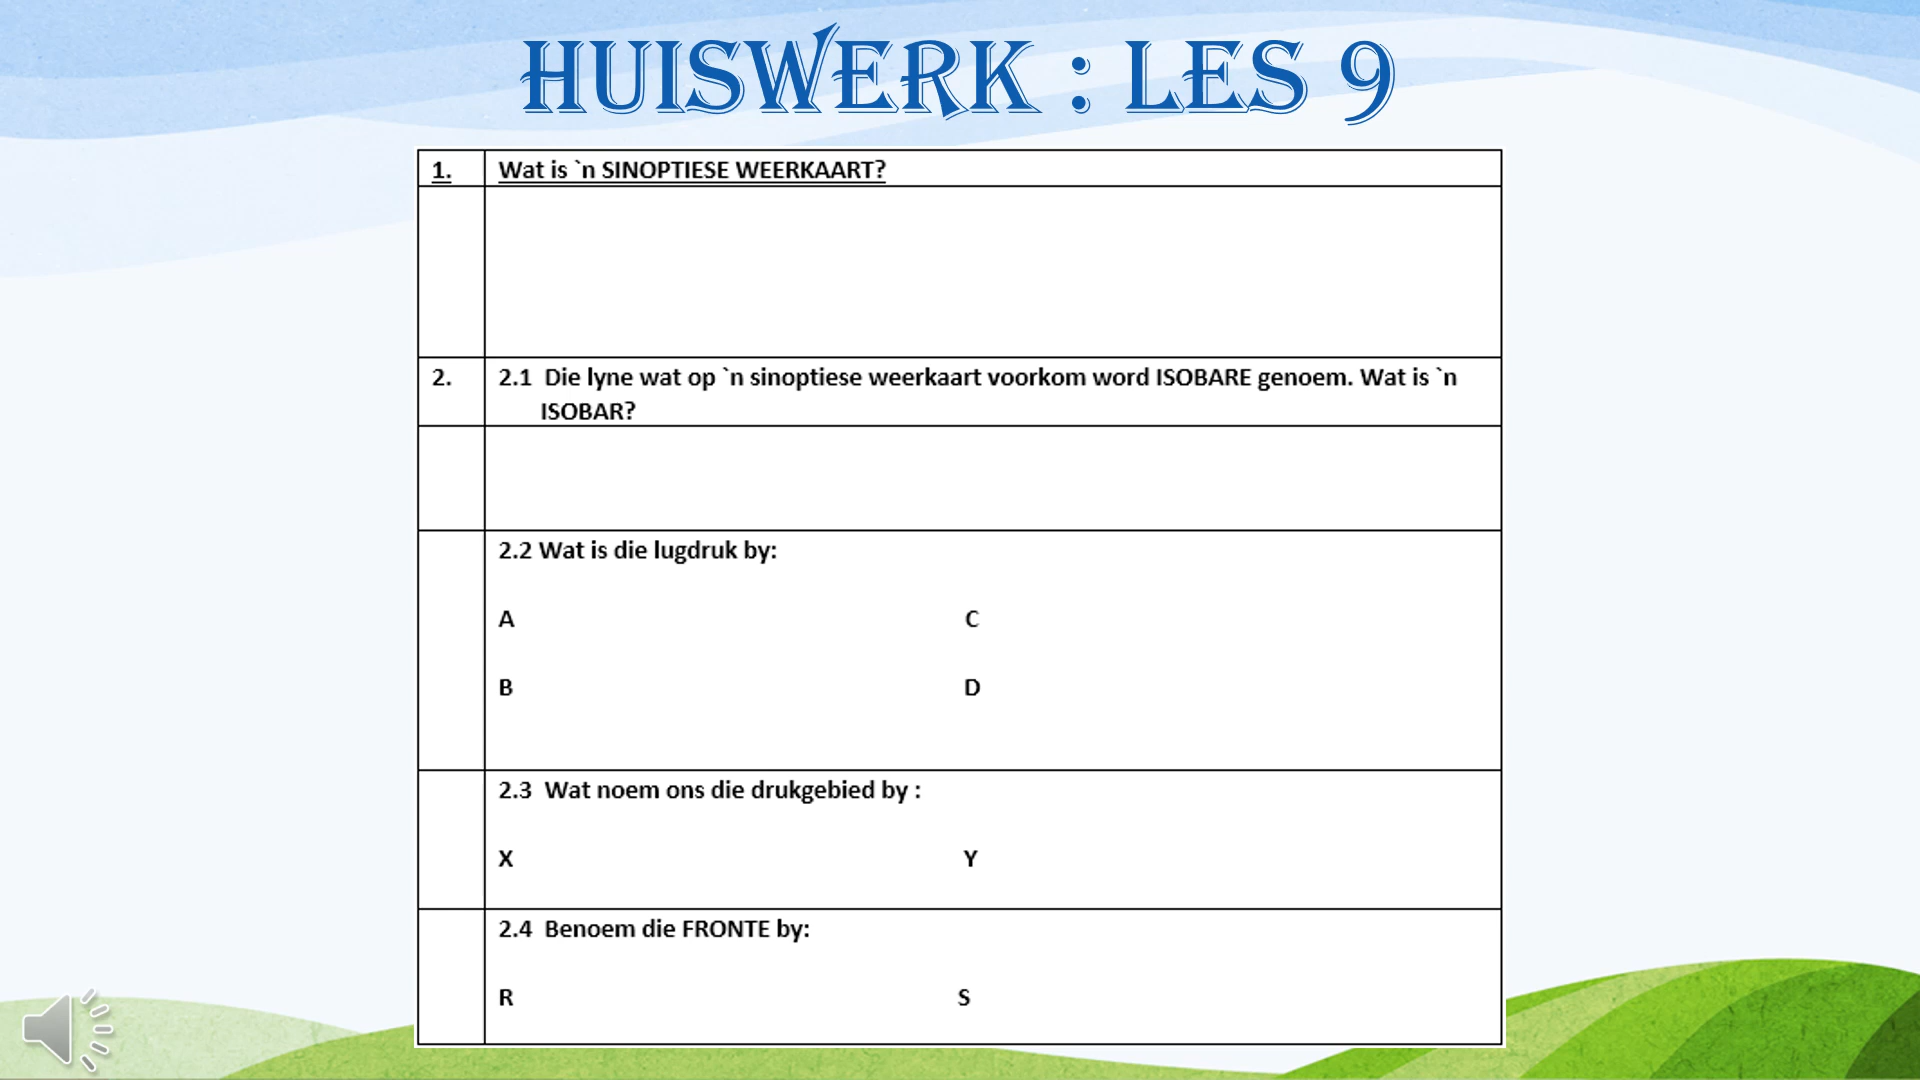 HUISWERK : LES 9
1. Wat is `n SINOPTIESE WEERKAART?
2. 2.1 Die lyne wat op `n sinoptiese weerkaart voorkom word ISOBARE genoem. Wat is `n
ISOBAR?
2.2 Wat is die lugdruk by:
A C
B D
2.3 Wat noem ons die drukgebied by :
X Y
2.4 Benoem die FRONTE by:
R S